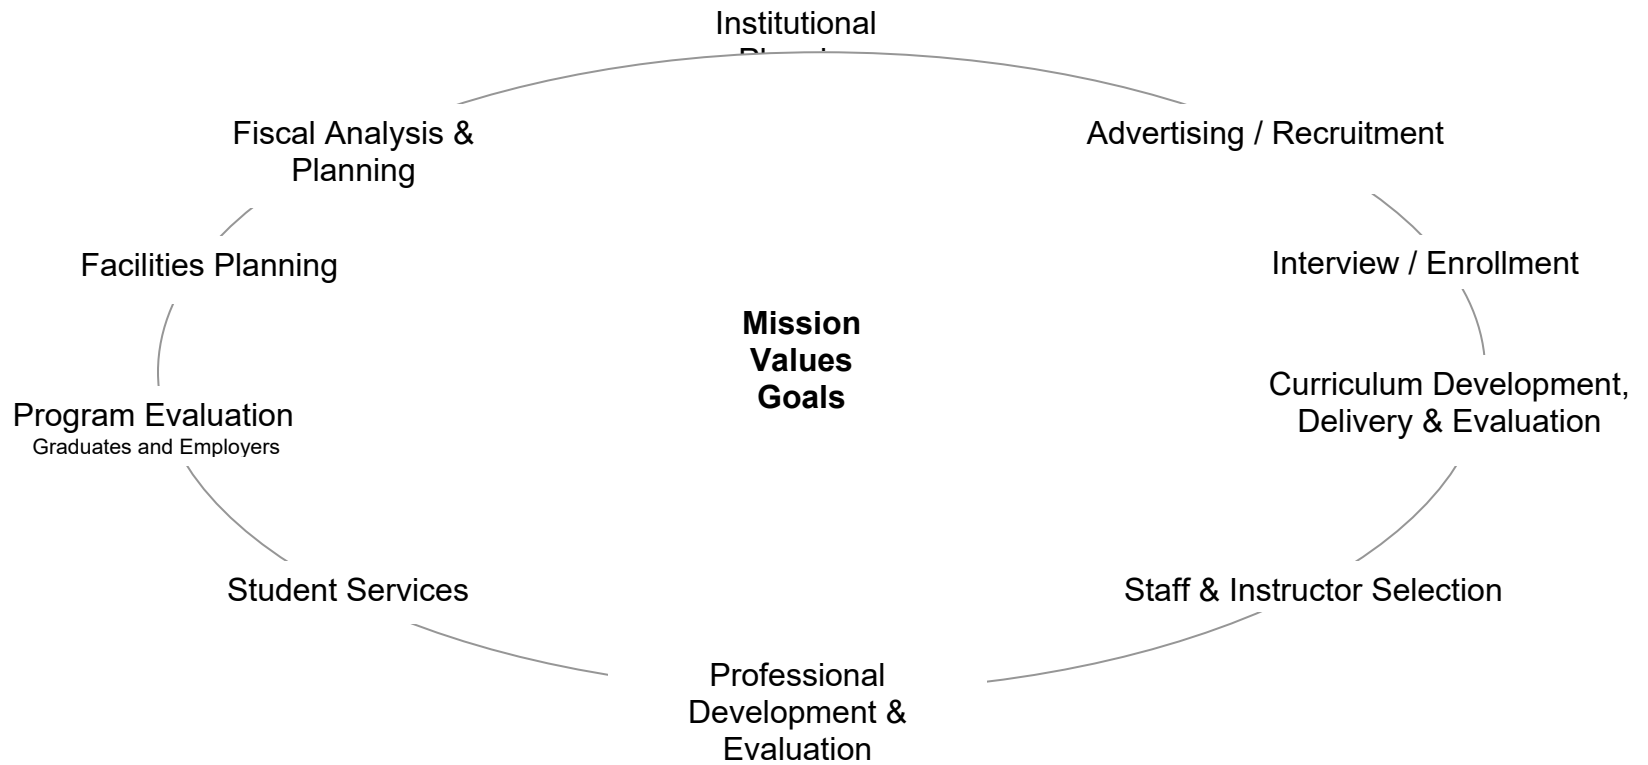 Institutional
Fiscal Analysis &
Planning
Advertising / Recruitment
Facilities Planning
Interview / Enrollment
Mission
Values
Goals
Program Evaluation
Graduates and Employers
Curriculum Development,
Delivery & Evaluation
Student Services
Staff & Instructor Selection
Professional
Development &
Evaluation